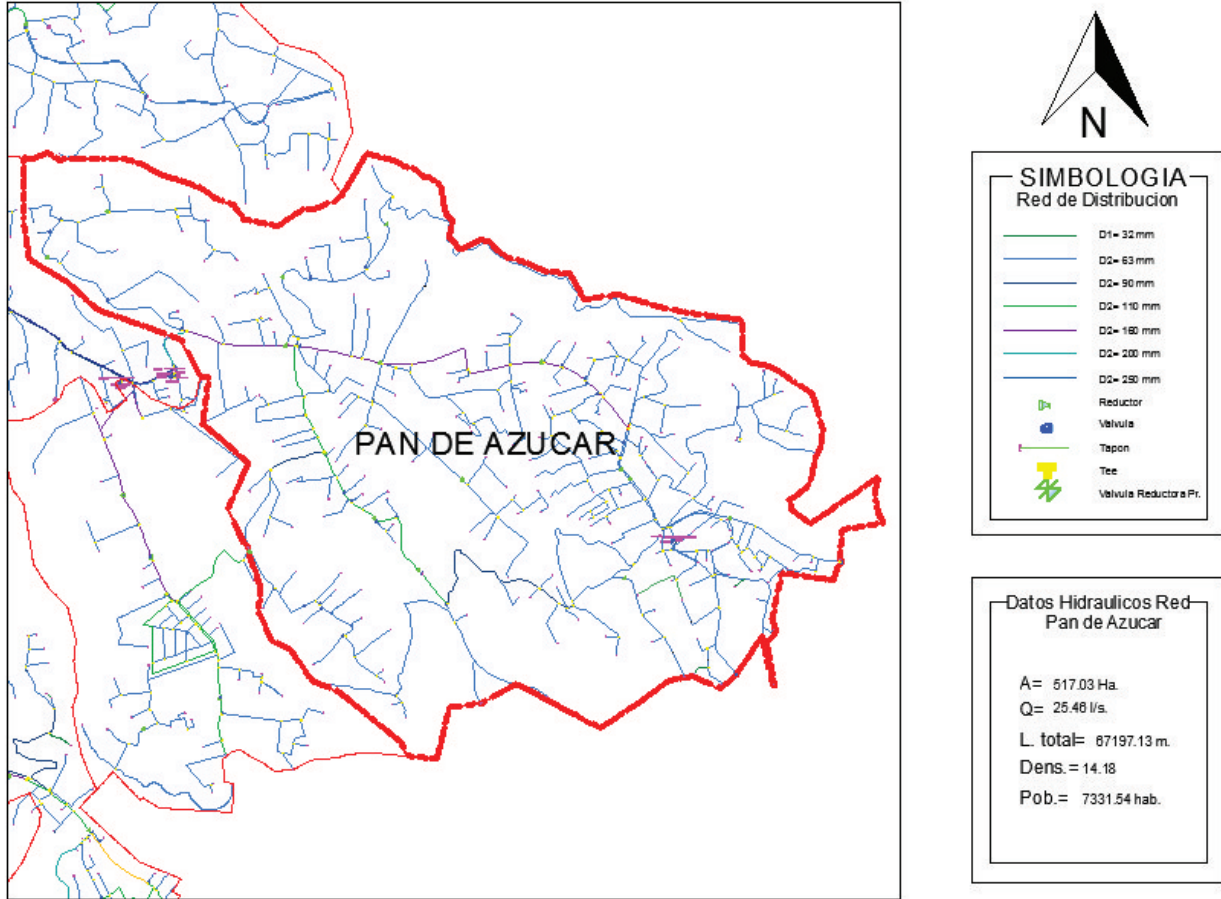 PAN DE AZUCAR
N
SIMBOLOGIA
Red de Distribucion
D1= 32 mm
D2= 63 mm
D2= 90 mm
D2= 110 mm
D2= 160 mm
D2= 200 mm
D2= 250 mm
Reductor
Valvula
Tapon
Tee
Valvula Reductora Pr.
Datos Hidraulicos Red
Pan de Azucar
A= 517.03 Ha.
Q= 25.46 l/s.
L. total= 67197.13 m.
Dens. = 14.18
Pob.= 7331.54 hab.